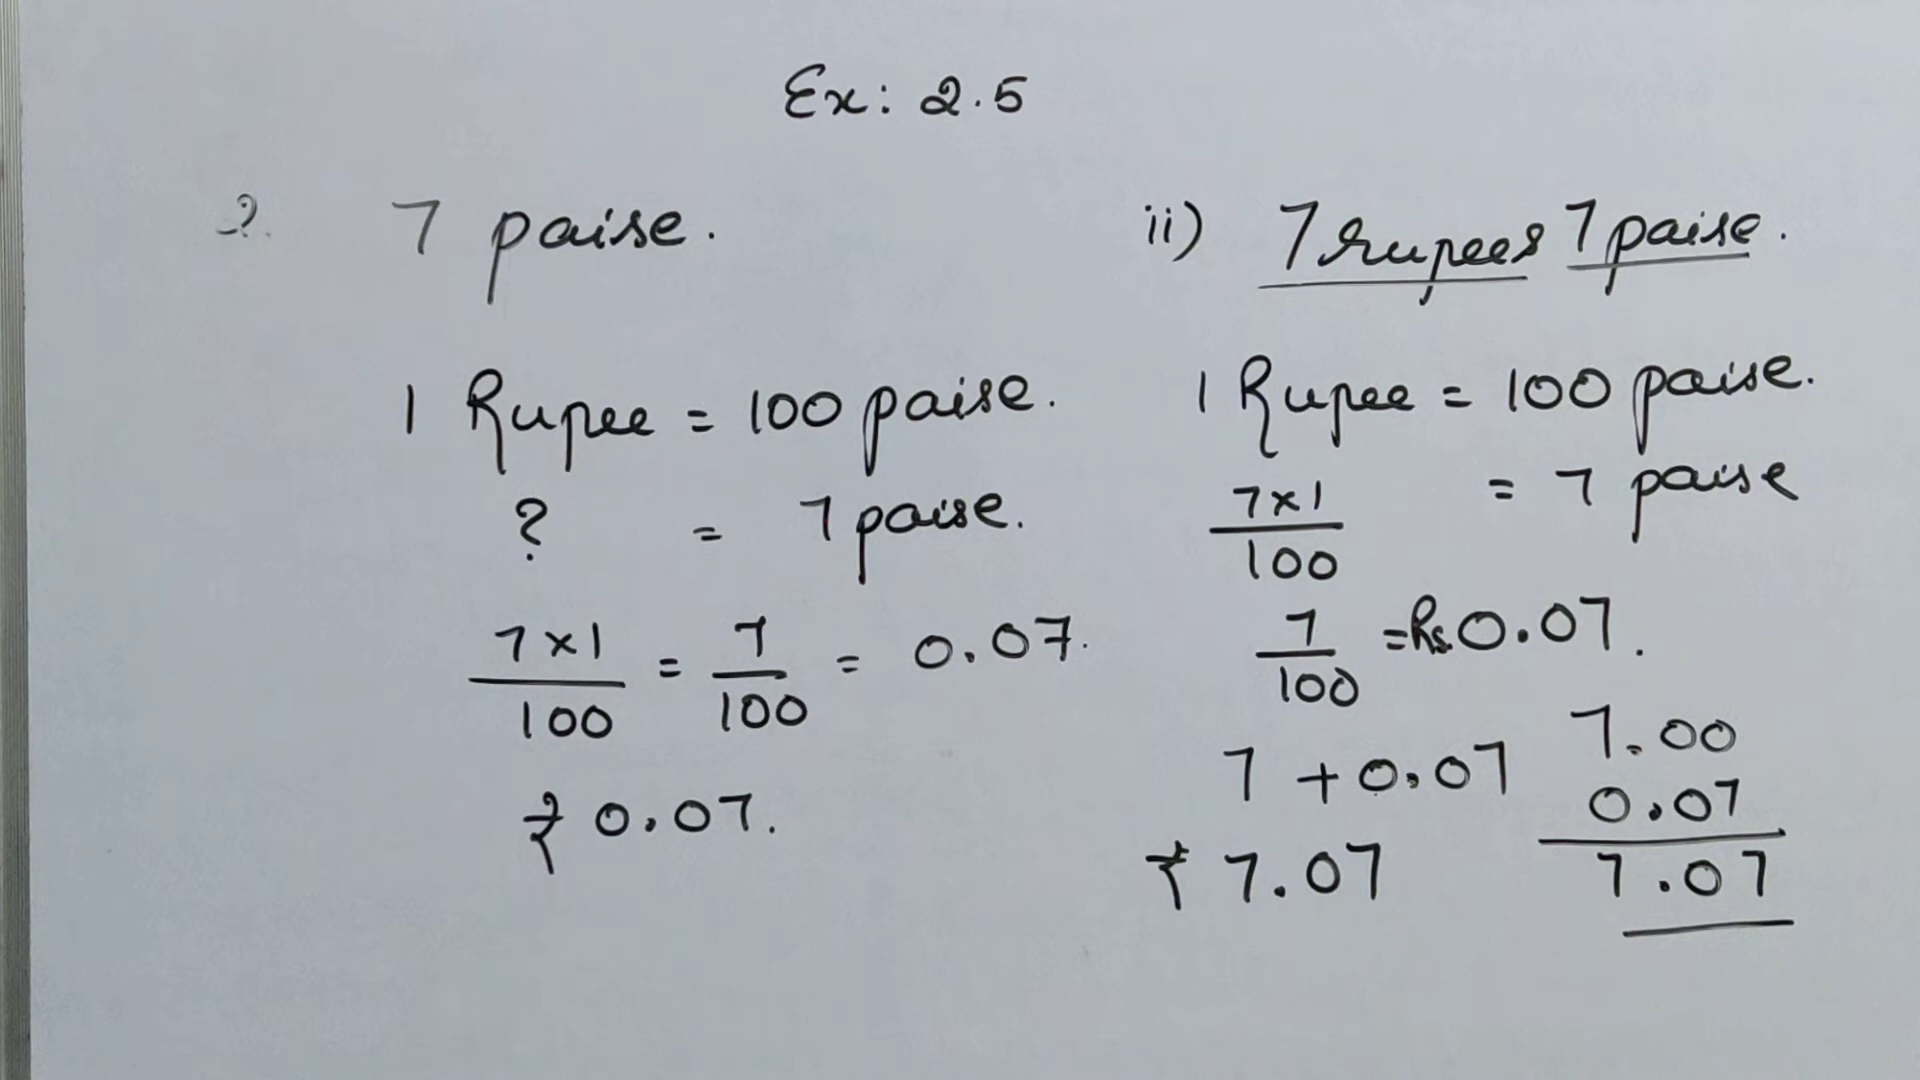 Ex: 2.5
2. 7 paise.
1 Rupee = 100 paise.
? = 7 paise.
7×1/100 = 7/100 = 0.07.
₹ 0.07.
ii) 7 rupees 7 paise.
1 Rupee = 100 paise.
7×1/100 = 7 paise
7/100 = Rs. 0.07.
7 + 0.07
₹ 7.07
7.00
0.07
7.07